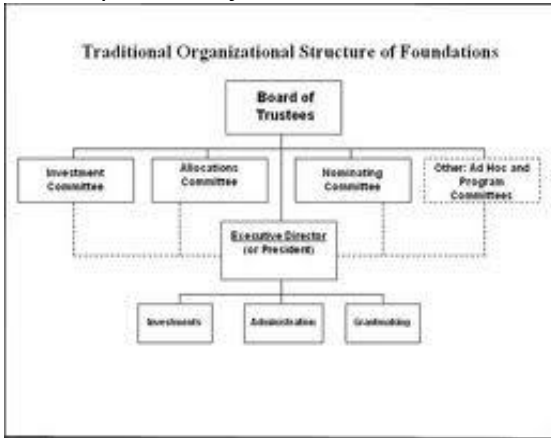 Traditional Organizational Structure of Foundations
Board of
Trustees
Investment
Committee
Allocations
Committee
Nominating
Committee
Other: Ad Hoc and
Program
Committees
Executive Director
(or President)
Investments
Administration
Grantmaking